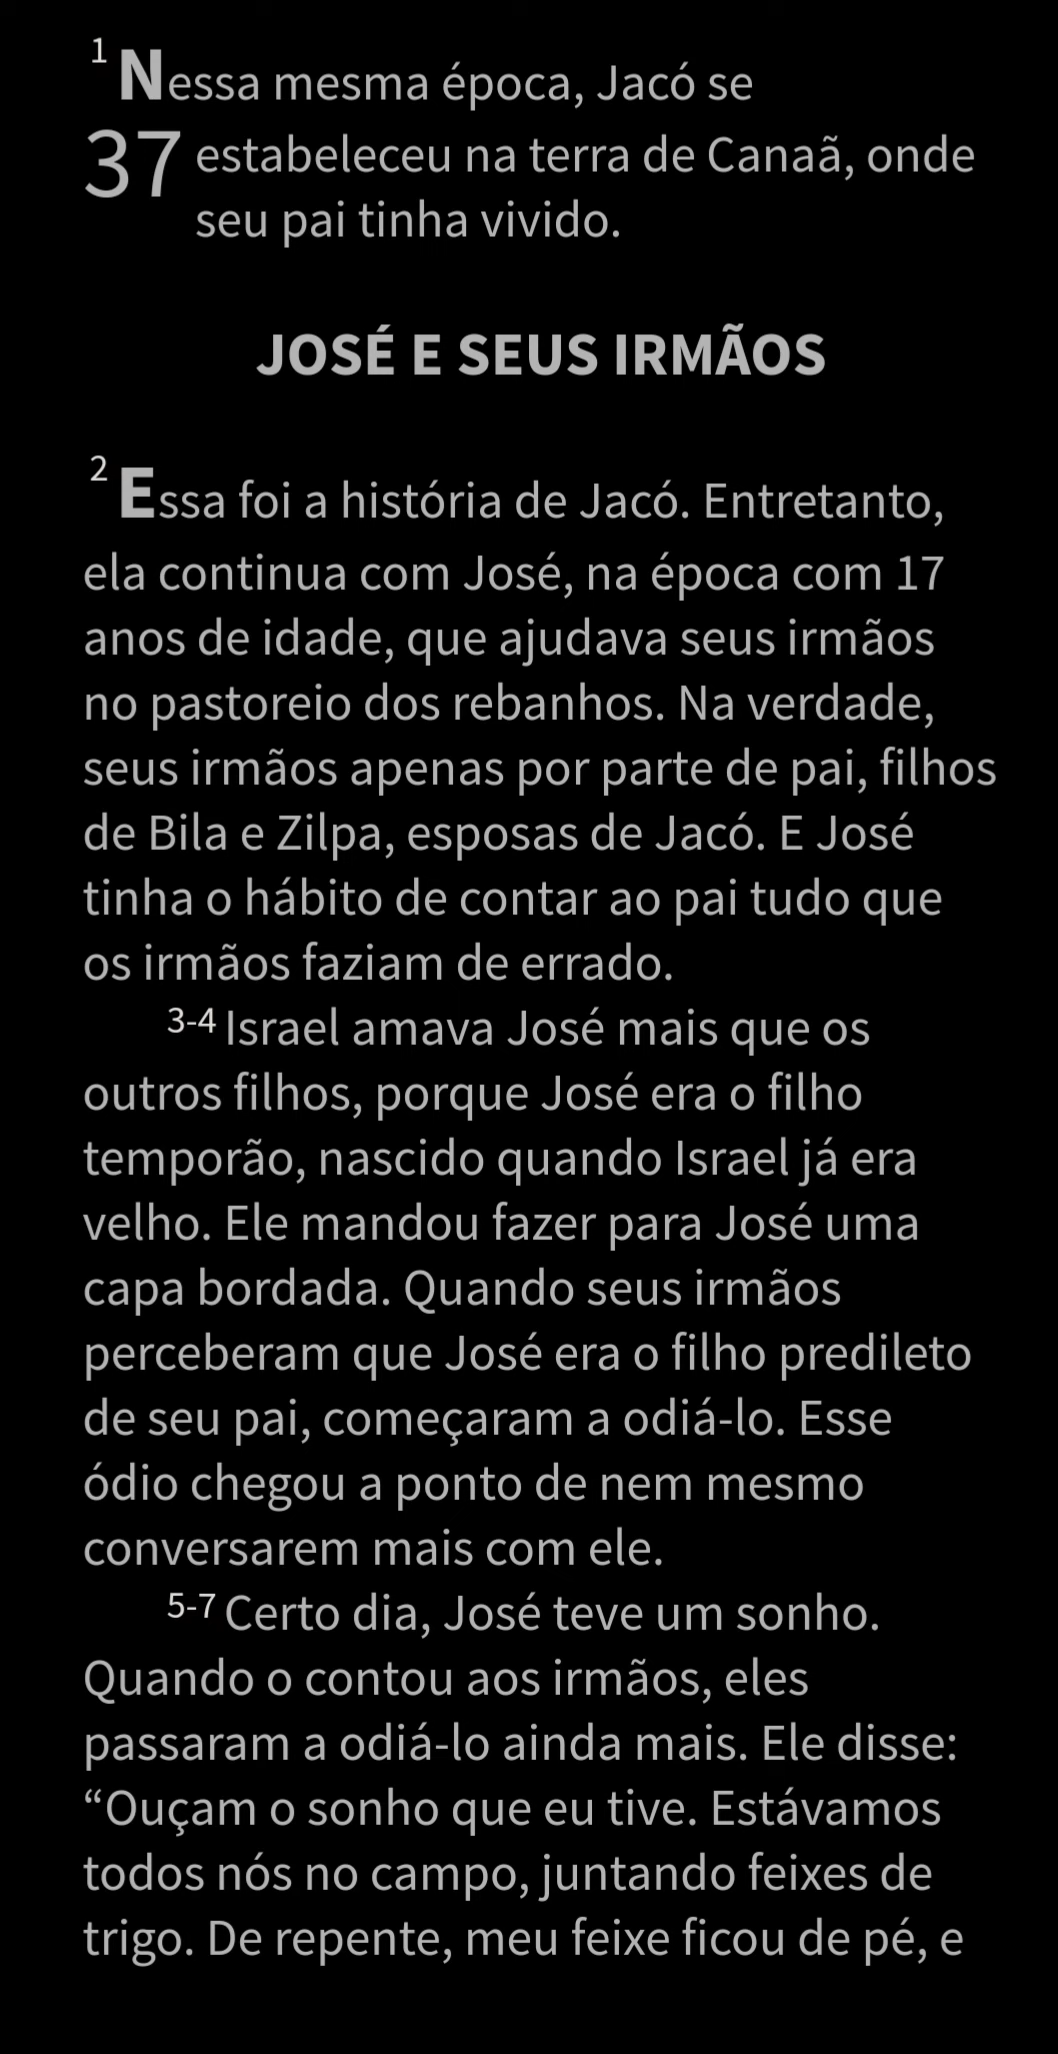 1 Nessa mesma época, Jacó se
37 estabeleceu na terra de Canaã, onde
seu pai tinha vivido.
JOSÉ E SEUS IRMÃOS
2 Essa foi a história de Jacó. Entretanto,
ela continua com José, na época com 17
anos de idade, que ajudava seus irmãos
no pastoreio dos rebanhos. Na verdade,
seus irmãos apenas por parte de pai, filhos
de Bila e Zilpa, esposas de Jacó. E José
tinha o hábito de contar ao pai tudo que
os irmãos faziam de errado.
3-4 Israel amava José mais que os
outros filhos, porque José era o filho
temporão, nascido quando Israel já era
velho. Ele mandou fazer para José uma
capa bordada. Quando seus irmãos
perceberam que José era o filho predileto
de seu pai, começaram a odiá-lo. Esse
ódio chegou a ponto de nem mesmo
conversarem mais com ele.
5-7 Certo dia, José teve um sonho.
Quando o contou aos irmãos, eles
passaram a odiá-lo ainda mais. Ele disse:
“Ouçam o sonho que eu tive. Estávamos
todos nós no campo, juntando feixes de
trigo. De repente, meu feixe ficou de pé, e